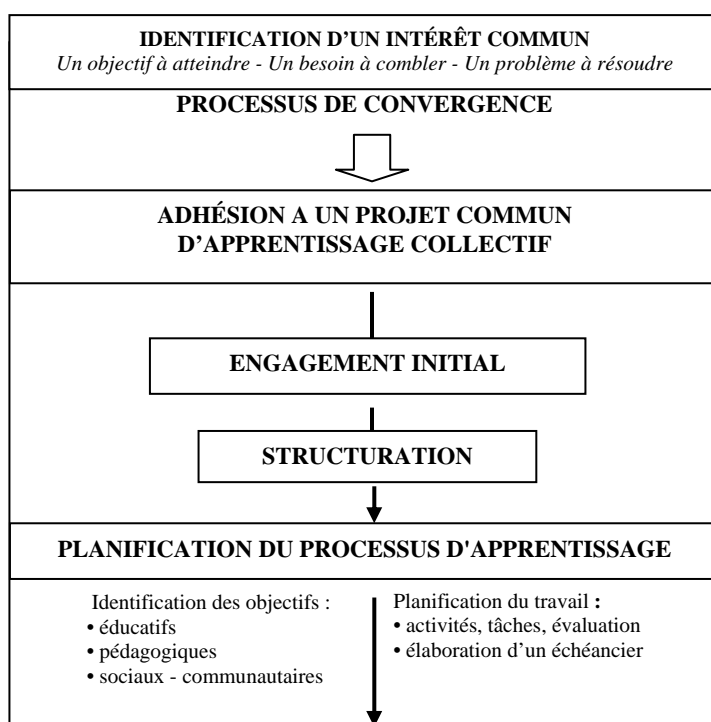 IDENTIFICATION D’UN INTÉRÊT COMMUN
Un objectif à atteindre - Un besoin à combler - Un problème à résoudre
PROCESSUS DE CONVERGENCE
ADHÉSION A UN PROJET COMMUN
D’APPRENTISSAGE COLLECTIF
ENGAGEMENT INITIAL
STRUCTURATION
PLANIFICATION DU PROCESSUS D'APPRENTISSAGE
Identification des objectifs :
• éducatifs
• pédagogiques
• sociaux - communautaires
Planification du travail :
• activités, tâches, évaluation
• élaboration d’un échéancier